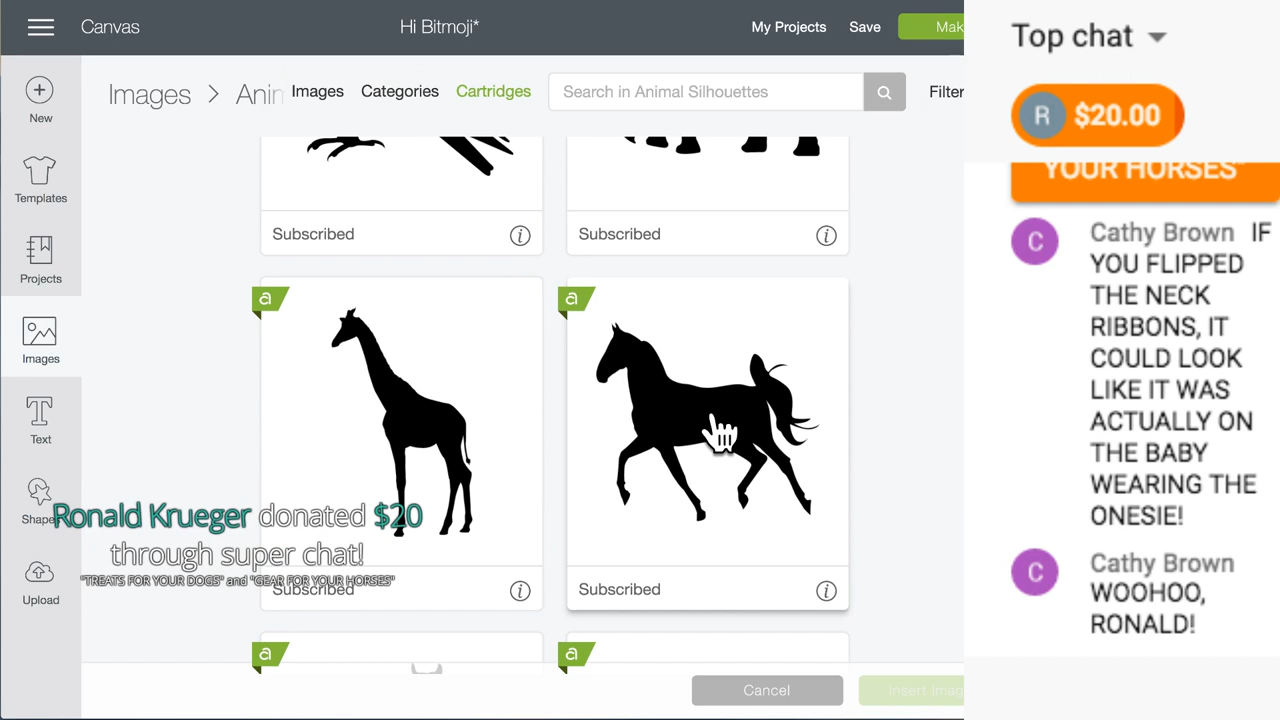 Canvas
Hi Bitmoji*
My Projects
Save
Mak
Images > Anim
Images
Categories
Cartridges
Search in Animal Silhouettes
Filter
New
Templates
Projects
Images
Text
Shape
Upload
Subscribed
Subscribed
a
a
Subscribed
Subscribed
a
a
Ronald Krueger donated $20
through super chat!
"TREATS FOR YOUR DOGS" and "GEAR FOR YOUR HORSES"
Cancel
Insert Imag
Top chat
R $20.00
YOUR HORSES"
C
Cathy Brown IF
YOU FLIPPED
THE NECK
RIBBONS, IT
COULD LOOK
LIKE IT WAS
ACTUALLY ON
THE BABY
WEARING THE
ONESIE!
C
Cathy Brown
WOOHOO,
RONALD!